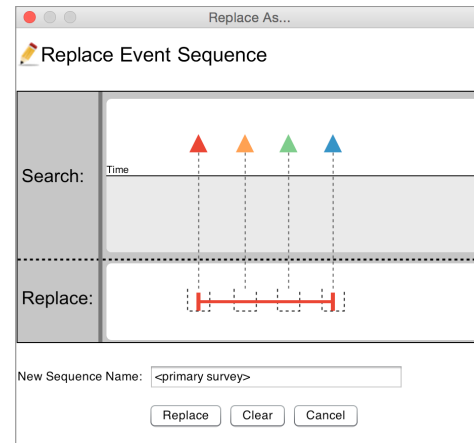 Replace As...
Replace Event Sequence
Search:
Time
Replace:
New Sequence Name: <primary survey>
Replace Clear Cancel